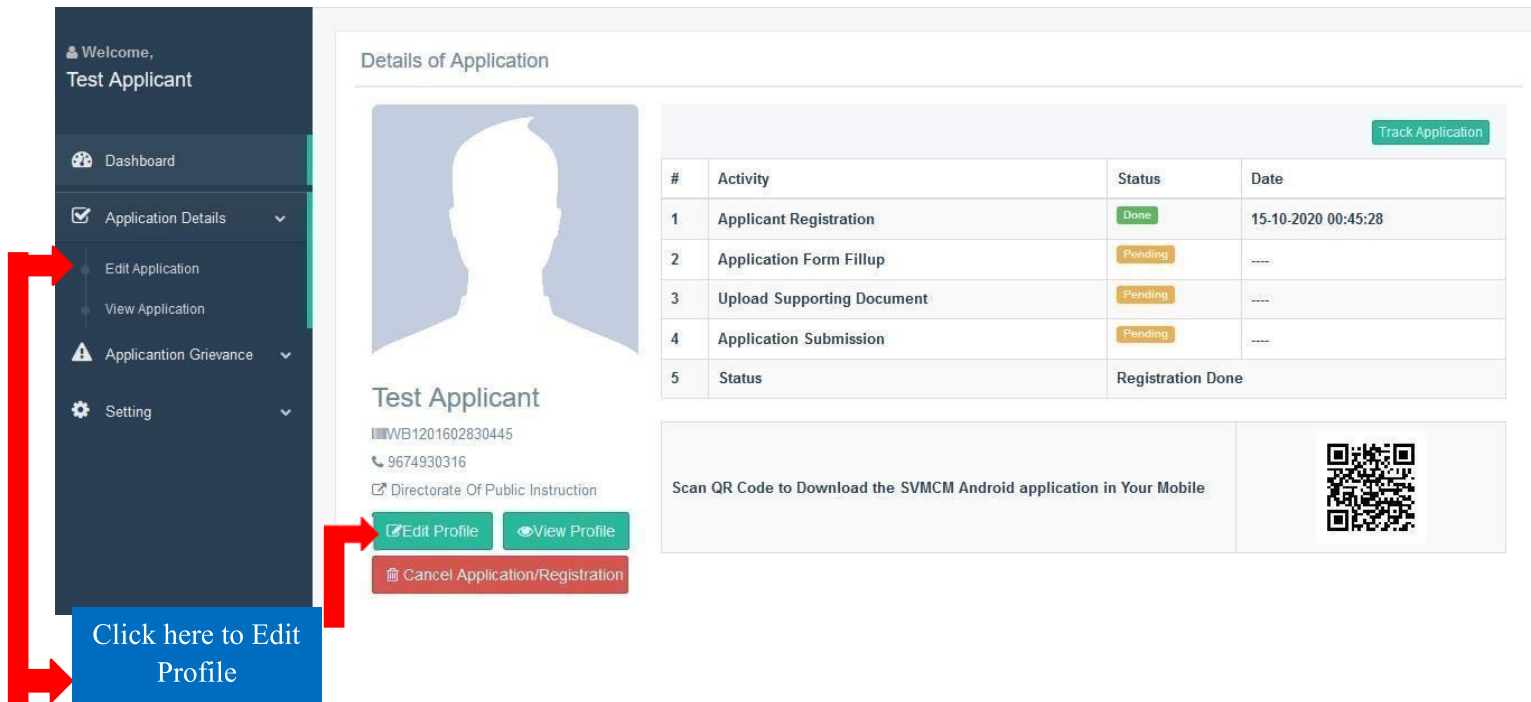 Welcome,
Test Applicant
Dashboard
Application Details
Edit Application
View Application
Applicantion Grievance
Setting
Details of Application
Test Applicant
WB1201602830445
9674930316
Directorate Of Public Instruction
Edit Profile View Profile
Cancel Application/Registration
Track Application
# Activity Status Date
1 Applicant Registration Done 15-10-2020 00:45:28
2 Application Form Fillup Pending ----
3 Upload Supporting Document Pending ----
4 Application Submission Pending ----
5 Status Registration Done
Scan QR Code to Download the SVMCM Android application in Your Mobile
Click here to Edit
Profile